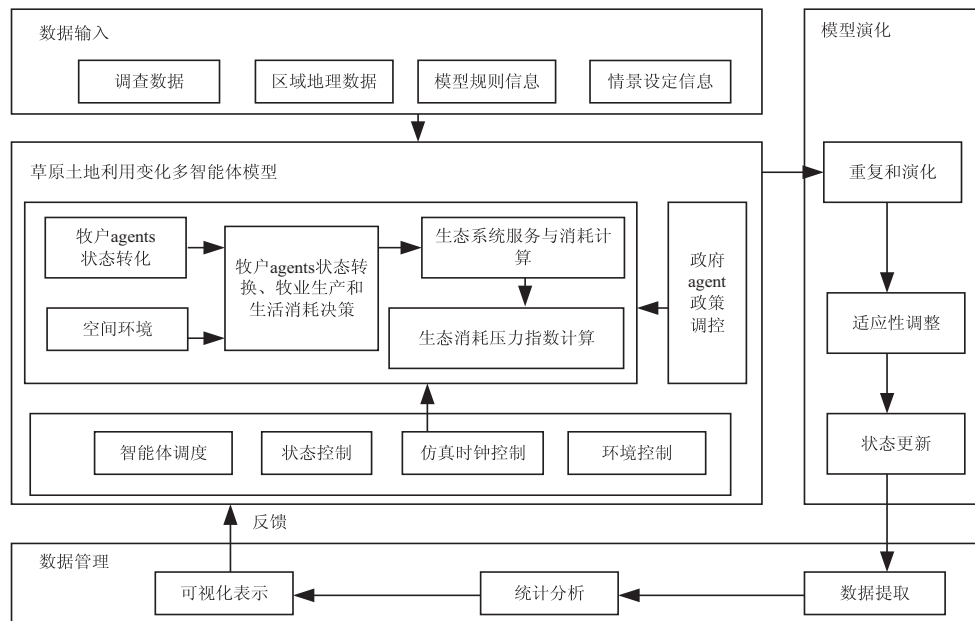 数据输入
调查数据
区域地理数据
模型规则信息
情景设定信息
模型演化
重复和演化
适应性调整
状态更新
草原土地利用变化多智能体模型
牧户agents
状态转化
空间环境
牧户agents状态转
换、牧业生产和
生活消耗决策
生态系统服务与消耗计
算
生态消耗压力指数计算
政府
agent
政策
调控
智能体调度
状态控制
仿真时钟控制
环境控制
反馈
数据管理
可视化表示
统计分析
数据提取